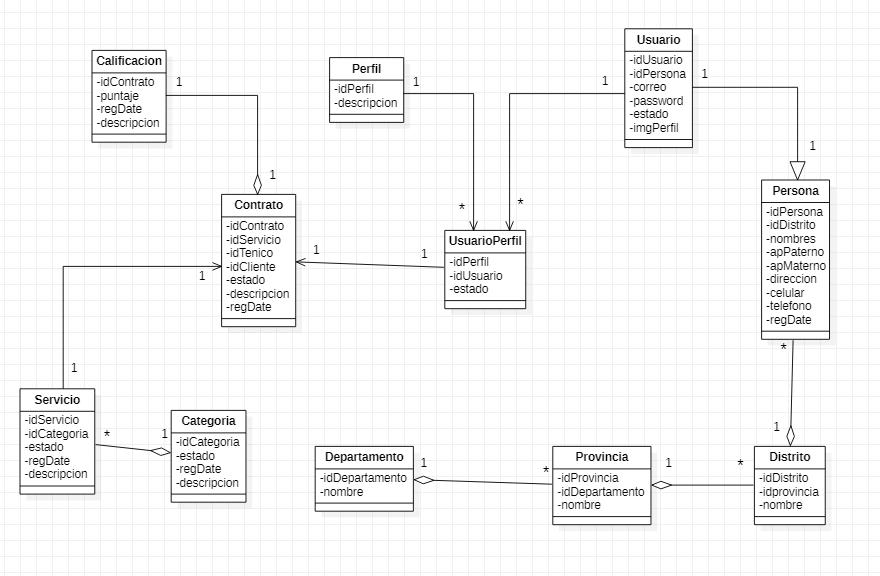 Calificacion
-idContrato
-puntaje
-regDate
-descripcion
1
1
Perfil
-idPerfil
-descripcion
1
*
Usuario
-idUsuario
-idPersona
-correo
-password
-estado
-imgPerfil
1
*
1
1
Persona
-idPersona
-idDistrito
-nombres
-apPaterno
-apMaterno
-direccion
-celular
-telefono
-regDate
*
1
Contrato
-idContrato
-idServicio
-idTenico
-idCliente
-estado
-descripcion
-regDate
1
1
1
UsuarioPerfil
-idPerfil
-idUsuario
-estado
1
Servicio
-idServicio
-idCategoria
-estado
-regDate
-descripcion
*
1
Categoria
-idCategoria
-estado
-regDate
-descripcion
Departamento
-idDepartamento
-nombre
1
*
Provincia
-idProvincia
-idDepartamento
-nombre
1
*
Distrito
-idDistrito
-idprovincia
-nombre